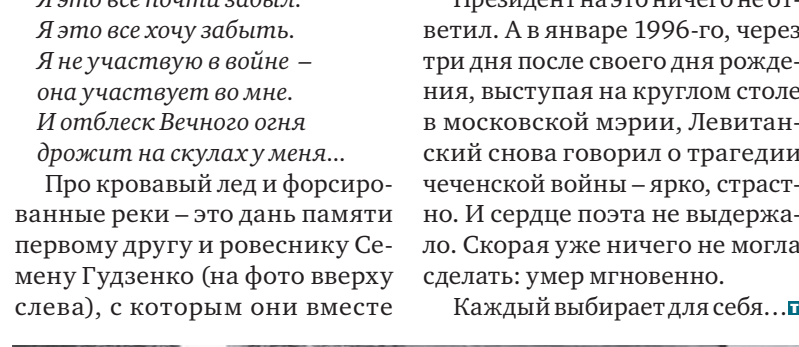 Я это все почти забыл.
Я это все хочу забыть.
Я не участвую в войне –
она участвует во мне.
И отблеск Вечного огня
дрожит на скулах у меня...
Про кровавый лед и форсиро-
ванные реки – это дань памяти
первому другу и ровеснику Се-
мену Гудзенко (на фото вверху
слева), с которым они вместе
Президент на это ничего не от-
ветил. А в январе 1996-го, через
три дня после своего дня рожде-
ния, выступая на круглом столе
в московской мэрии, Левитан-
ский снова говорил о трагедии
чеченской войны – ярко, страст-
но. И сердце поэта не выдержа-
ло. Скорая уже ничего не могла
сделать: умер мгновенно.
Каждый выбирает для себя...т